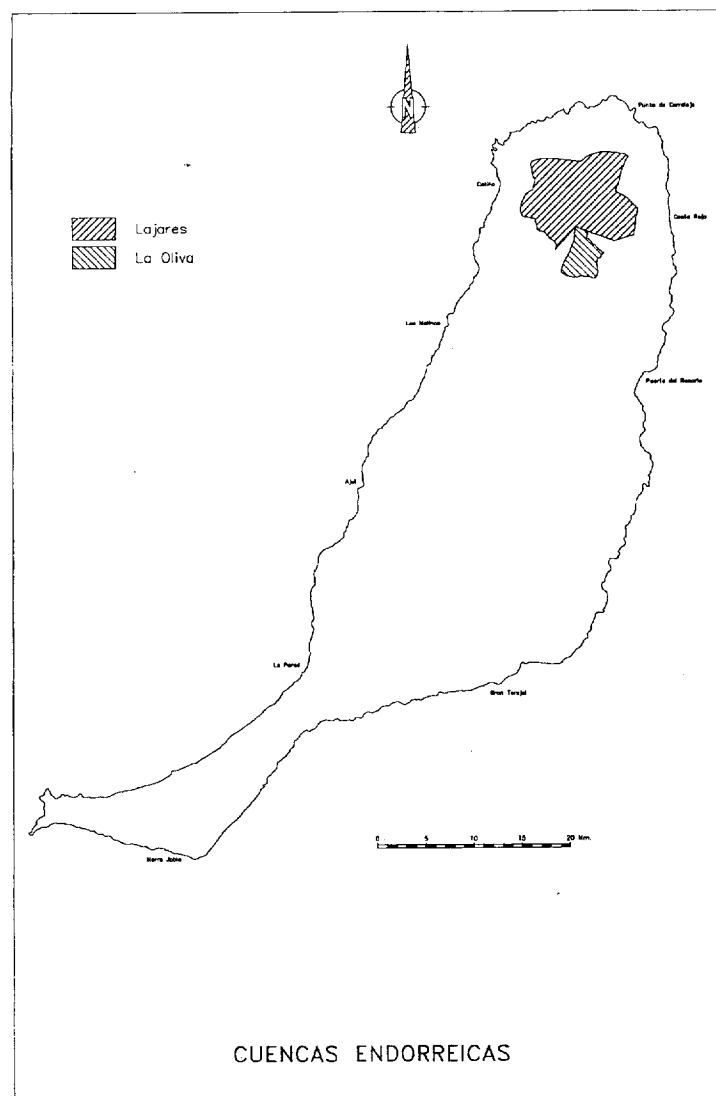 N
Punta de Corralejo
Cotillo
Costa Roja
Lajares
La Oliva
Los Molinos
Puerto del Rosario
Ajuí
La Pared
Gran Tarajal
Morro Jable
0 5 10 15 20 Km.
CUENCAS ENDORREICAS